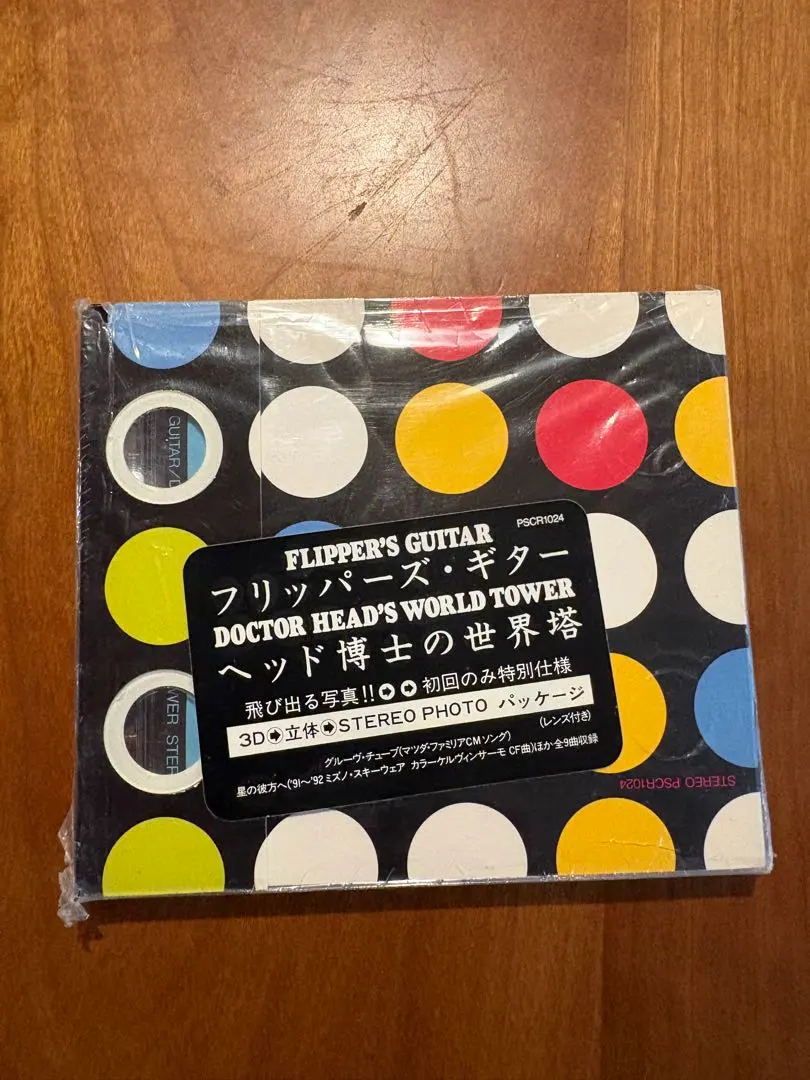 GUITAR/D
PSCR1024
FLIPPER'S GUITAR
フリッパーズ・ギター
DOCTOR HEAD'S WORLD TOWER
ヘッド博士の世界塔
飛び出る写真!!➲➲初回のみ特別仕様
3D➲立体➲STEREO PHOTO パッケージ
(レンズ付き)
グルーヴ・チューブ(マツダ・ファミリアCMソング)
星の彼方へ('91〜'92ミズノ・スキーウェア カラーケルヴィンサーモ CF曲)ほか全9曲収録
WER STER
STEREO PSCR1024